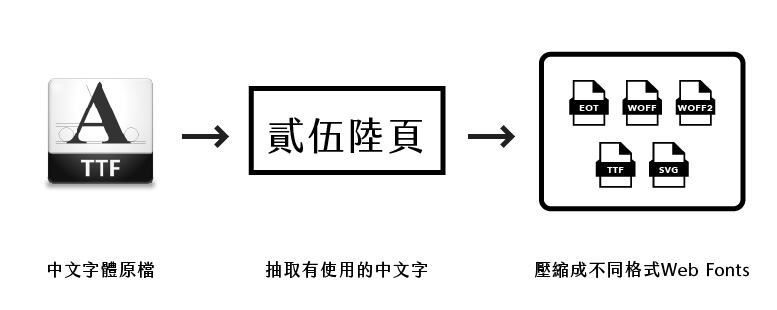 A
TTF
貳伍陸頁
EOT
WOFF
WOFF2
TTF
SVG
中文字體原檔
抽取有使用的中文字
壓縮成不同格式Web Fonts